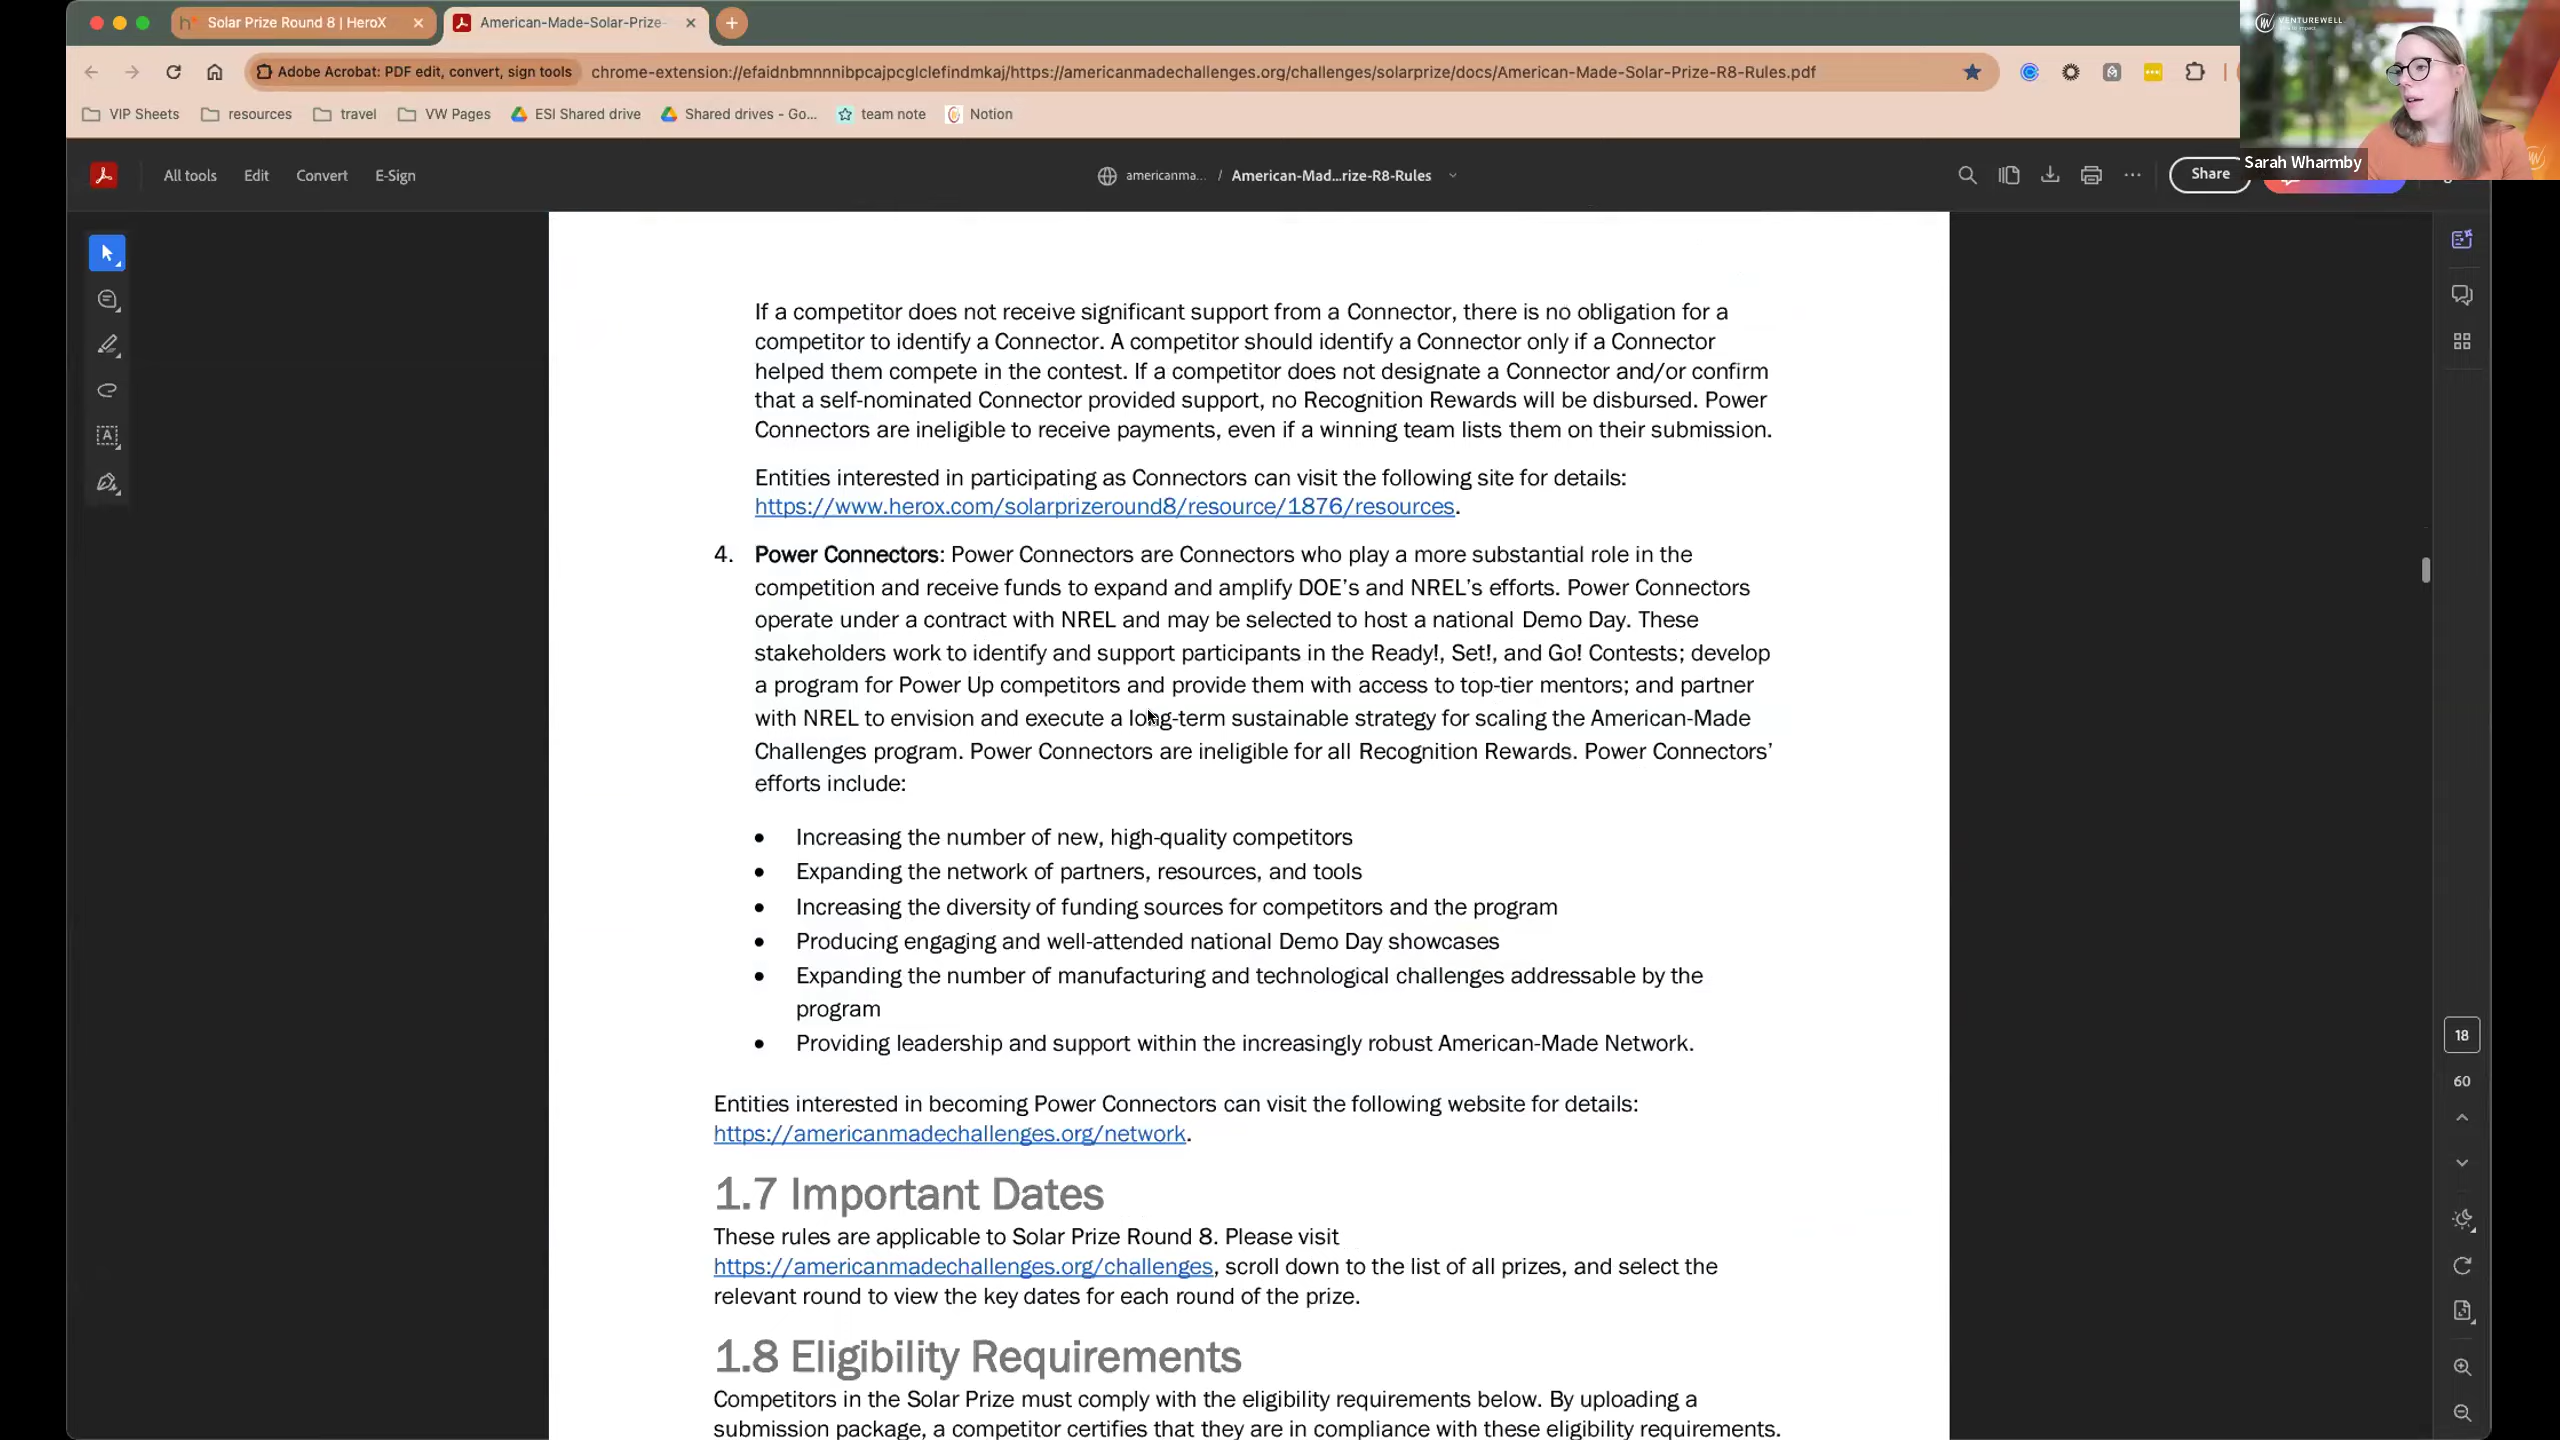 Solar Prize Round 8 | HeroX
American-Made-Solar-Prize-
Adobe Acrobat: PDF edit, convert, sign tools
chrome-extension://efaidnbmnnnibpcajpcglclefindmkaj/https://americanmadechallenges.org/challenges/solarprize/docs/American-Made-Solar-Prize-R8-Rules.pdf
VIP Sheets
resources
travel
VW Pages
ESI Shared drive
Shared drives - Go...
team note
Notion
VENTUREWELL
Sarah Wharmby
All tools
Edit
Convert
E-Sign
americanma... / American-Mad...rize-R8-Rules
Share
If a competitor does not receive significant support from a Connector, there is no obligation for a
competitor to identify a Connector. A competitor should identify a Connector only if a Connector
helped them compete in the contest. If a competitor does not designate a Connector and/or confirm
that a self-nominated Connector provided support, no Recognition Rewards will be disbursed. Power
Connectors are ineligible to receive payments, even if a winning team lists them on their submission.
Entities interested in participating as Connectors can visit the following site for details:
https://www.herox.com/solarprizeround8/resource/1876/resources.
4. Power Connectors: Power Connectors are Connectors who play a more substantial role in the
competition and receive funds to expand and amplify DOE's and NREL's efforts. Power Connectors
operate under a contract with NREL and may be selected to host a national Demo Day. These
stakeholders work to identify and support participants in the Ready!, Set!, and Go! Contests; develop
a program for Power Up competitors and provide them with access to top-tier mentors; and partner
with NREL to envision and execute a long-term sustainable strategy for scaling the American-Made
Challenges program. Power Connectors are ineligible for all Recognition Rewards. Power Connectors'
efforts include:
• Increasing the number of new, high-quality competitors
• Expanding the network of partners, resources, and tools
• Increasing the diversity of funding sources for competitors and the program
• Producing engaging and well-attended national Demo Day showcases
• Expanding the number of manufacturing and technological challenges addressable by the
program
• Providing leadership and support within the increasingly robust American-Made Network.
Entities interested in becoming Power Connectors can visit the following website for details:
https://americanmadechallenges.org/network.
1.7 Important Dates
These rules are applicable to Solar Prize Round 8. Please visit
https://americanmadechallenges.org/challenges, scroll down to the list of all prizes, and select the
relevant round to view the key dates for each round of the prize.
1.8 Eligibility Requirements
Competitors in the Solar Prize must comply with the eligibility requirements below. By uploading a
submission package, a competitor certifies that they are in compliance with these eligibility requirements.
18
60